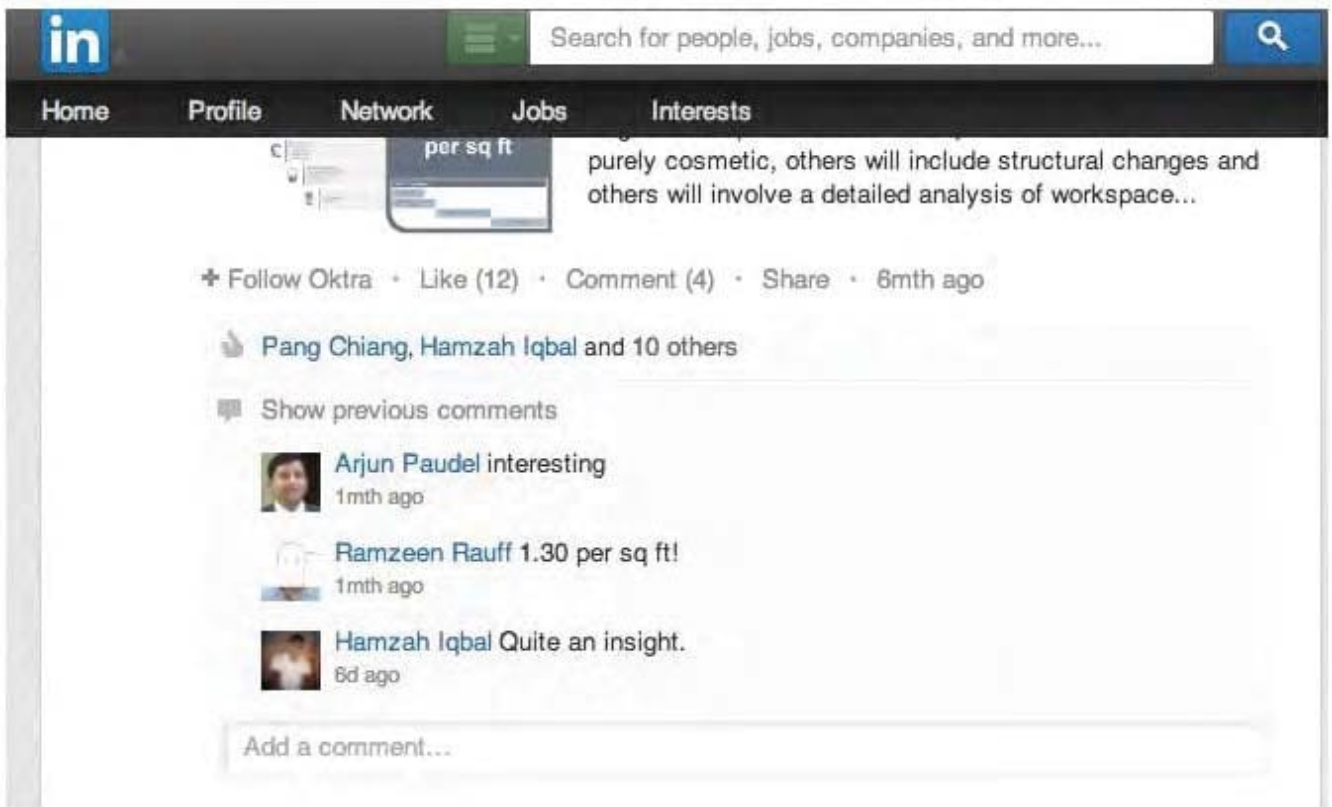 in
Search for people, jobs, companies, and more...
Home Profile Network Jobs Interests
per sq ft
purely cosmetic, others will include structural changes and
others will involve a detailed analysis of workspace...
+ Follow Oktra · Like (12) · Comment (4) · Share · 6mth ago
Pang Chiang, Hamzah Iqbal and 10 others
Show previous comments
Arjun Paudel interesting
1mth ago
Ramzeen Rauff 1.30 per sq ft!
1mth ago
Hamzah Iqbal Quite an insight.
6d ago
Add a comment...